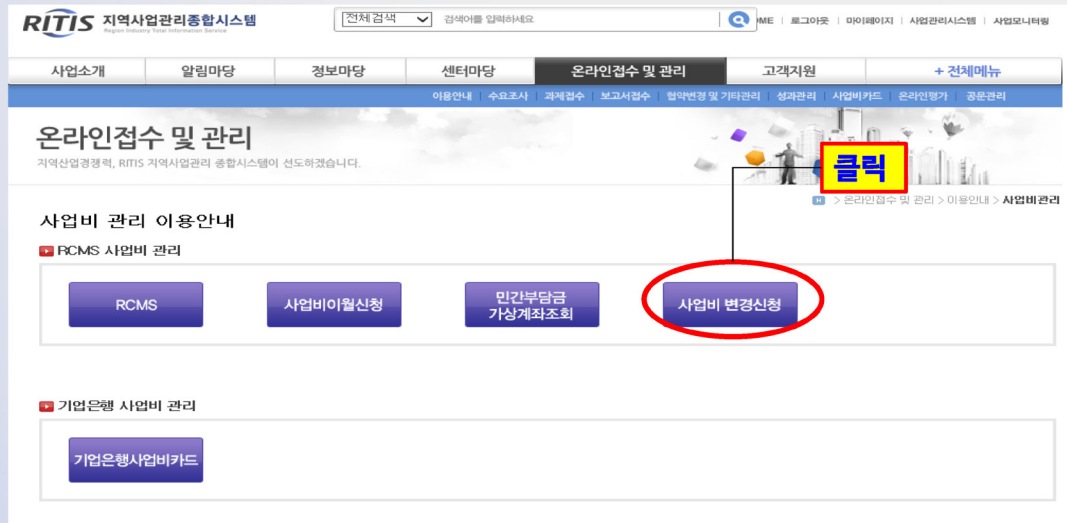 RITIS 지역사업관리종합시스템
Region Industry Total Information Service
전체검색
검색어를 입력하세요
ME | 로그아웃 | 마이페이지 | 사업관리시스템 | 사업모니터링
사업소개 알림마당 정보마당 센터마당 온라인접수 및 관리 고객지원 + 전체메뉴
이용안내 | 수요조사 | 과제접수 | 보고서접수 | 협약변경 및 기타관리 | 성과관리 | 사업비카드 | 온라인평가 | 공문관리
온라인접수 및 관리
지역산업경쟁력, RITIS 지역사업관리 종합시스템이 선도하겠습니다.
클릭
H > 온라인접수 및 관리 > 이용안내 > 사업비관리
사업비 관리 이용안내
RCMS 사업비 관리
RCMS
사업비이월신청
민간부담금
가상계좌조회
사업비 변경신청
기업은행 사업비 관리
기업은행사업비카드